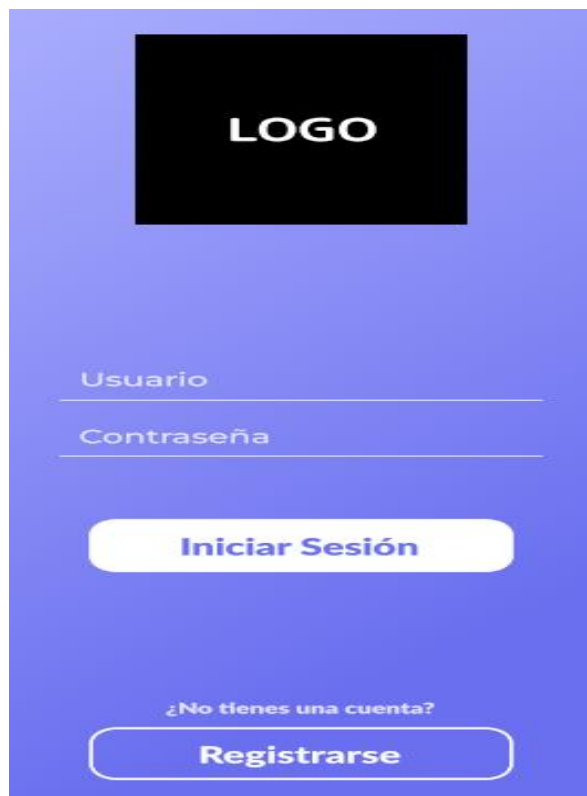 LOGO
Usuario
Contraseña
Iniciar Sesión
¿No tienes una cuenta?
Registrarse